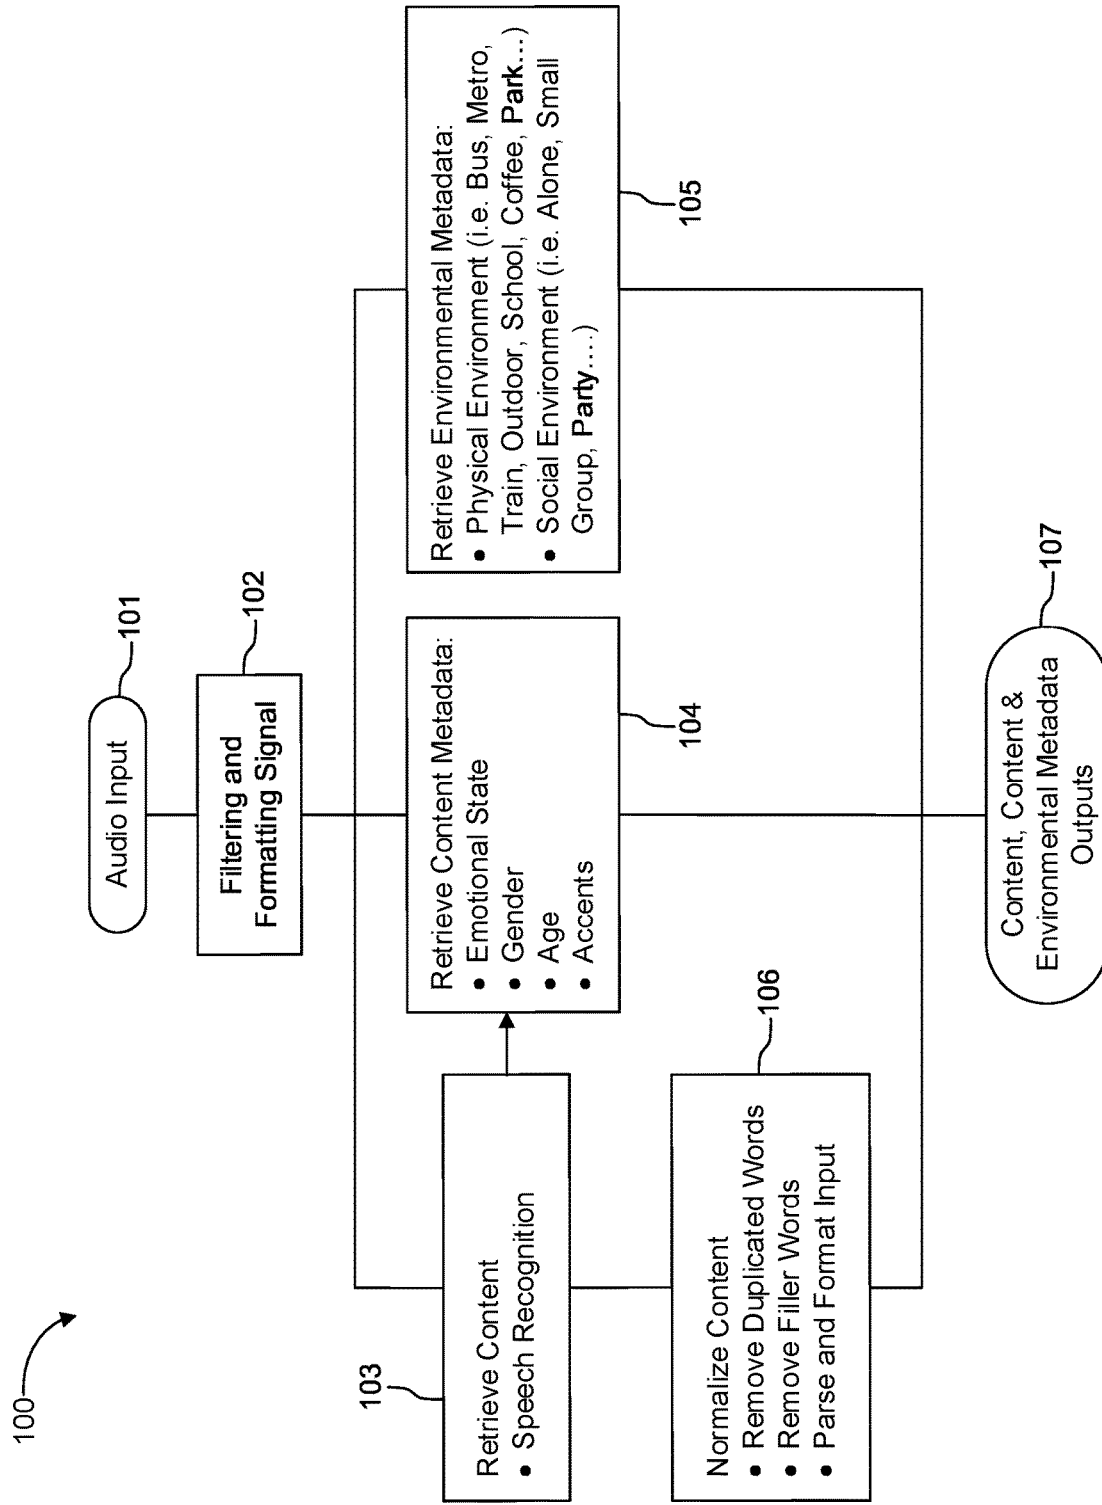 100
Audio Input
101
Filtering and
Formatting Signal
102
Retrieve Content
• Speech Recognition
103
Retrieve Content Metadata:
• Emotional State
• Gender
• Age
• Accents
104
Retrieve Environmental Metadata:
• Physical Environment (i.e. Bus, Metro,
Train, Outdoor, School, Coffee, Park...)
• Social Environment (i.e. Alone, Small
Group, Party....)
105
Normalize Content
• Remove Duplicated Words
• Remove Filler Words
• Parse and Format Input
106
Content, Content &
Environmental Metadata
Outputs
107